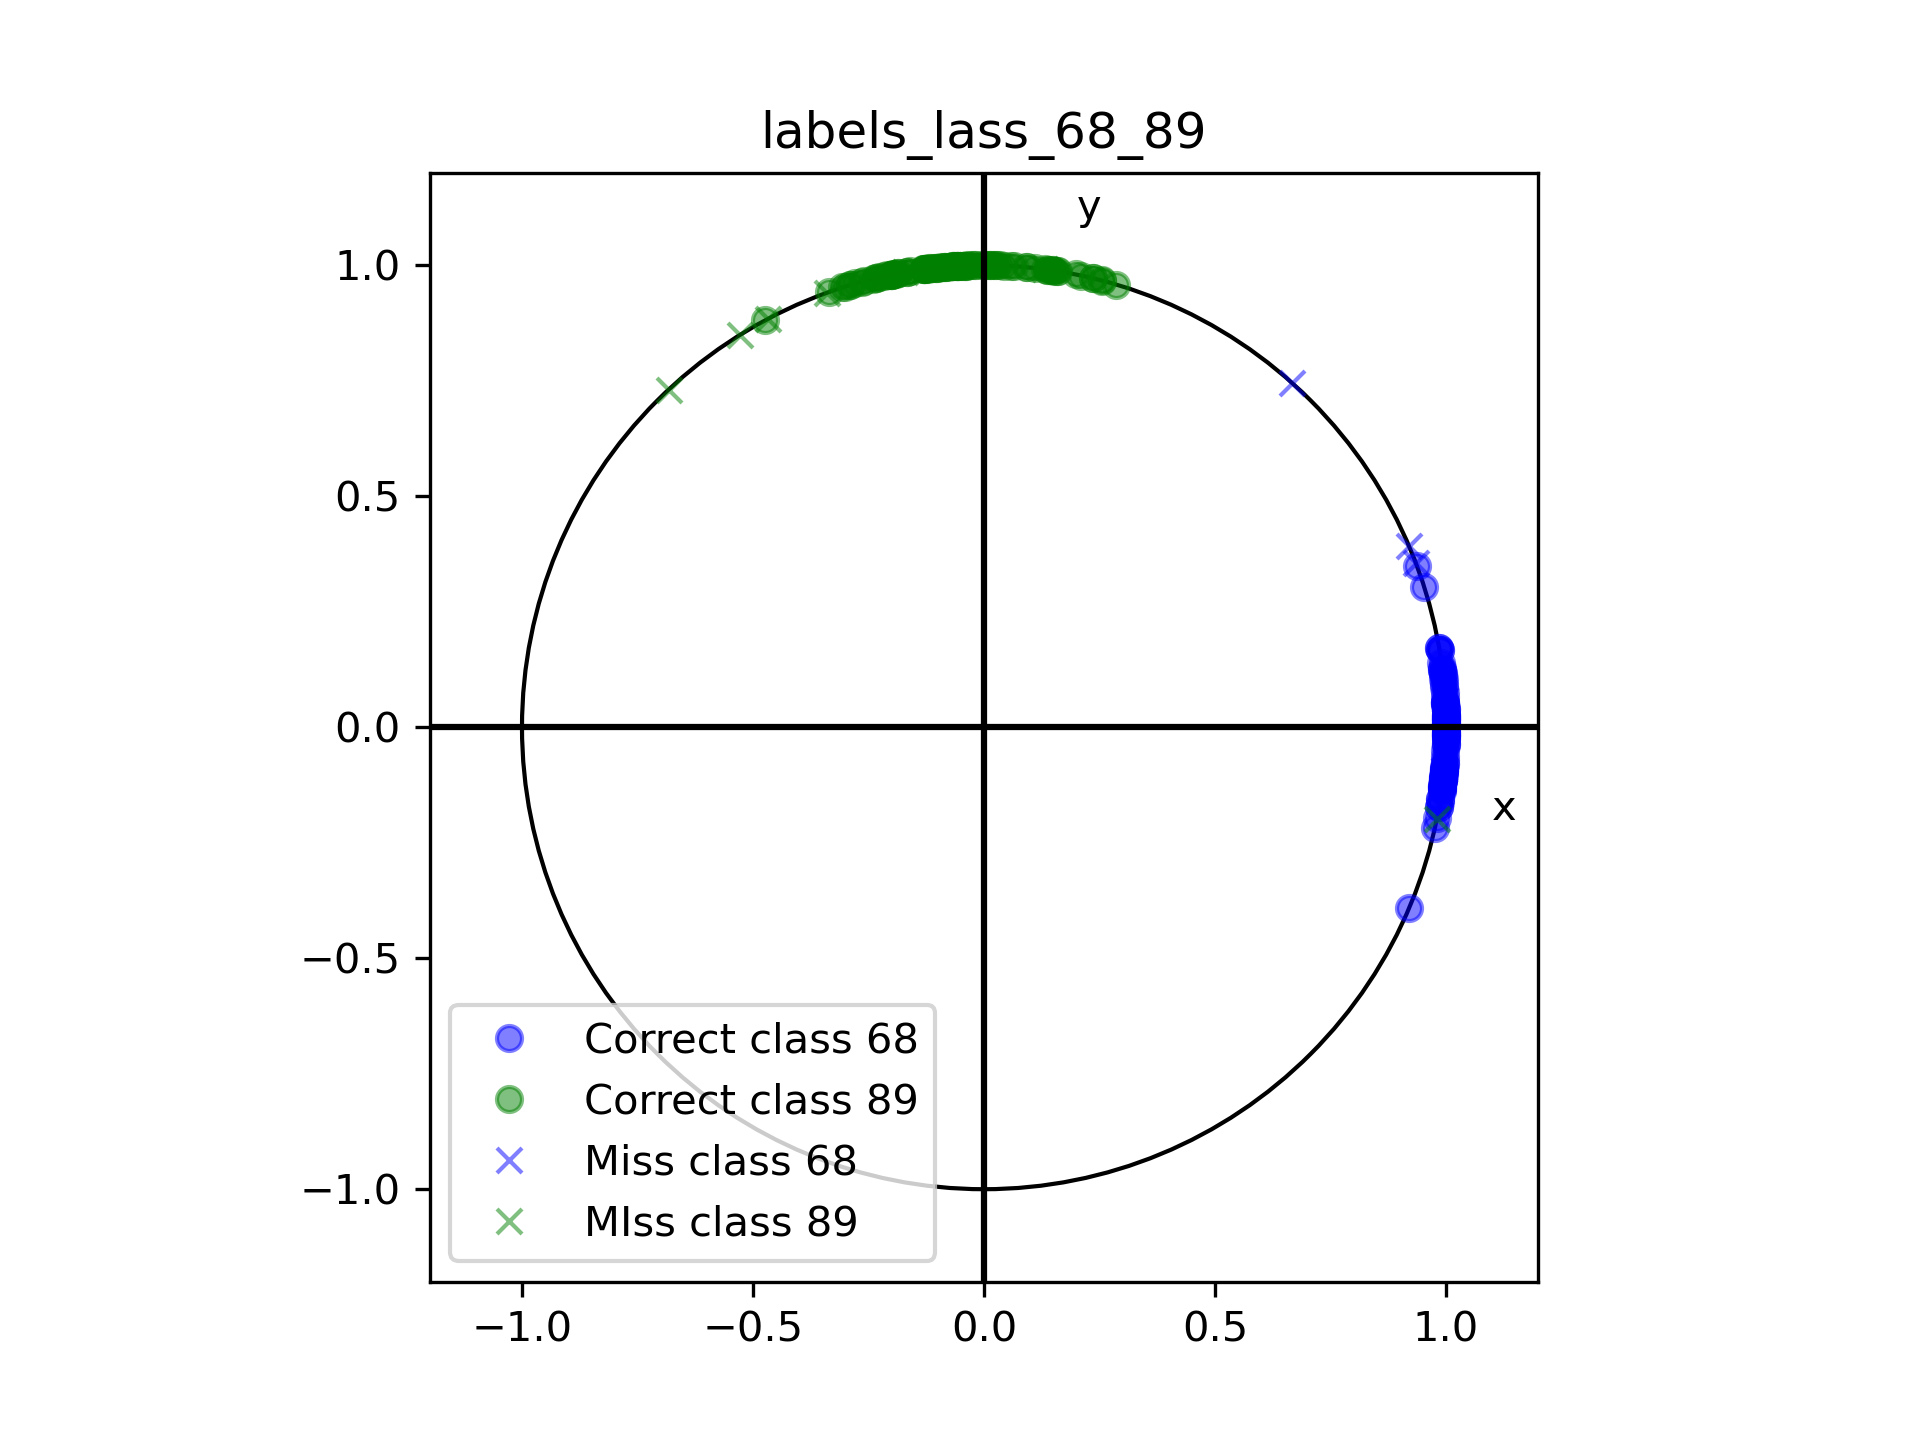 labels_lass_68_89
y
1.0
0.5
0.0
x
−0.5
−1.0
Correct class 68
Correct class 89
Miss class 68
MIss class 89
−1.0 −0.5 0.0 0.5 1.0